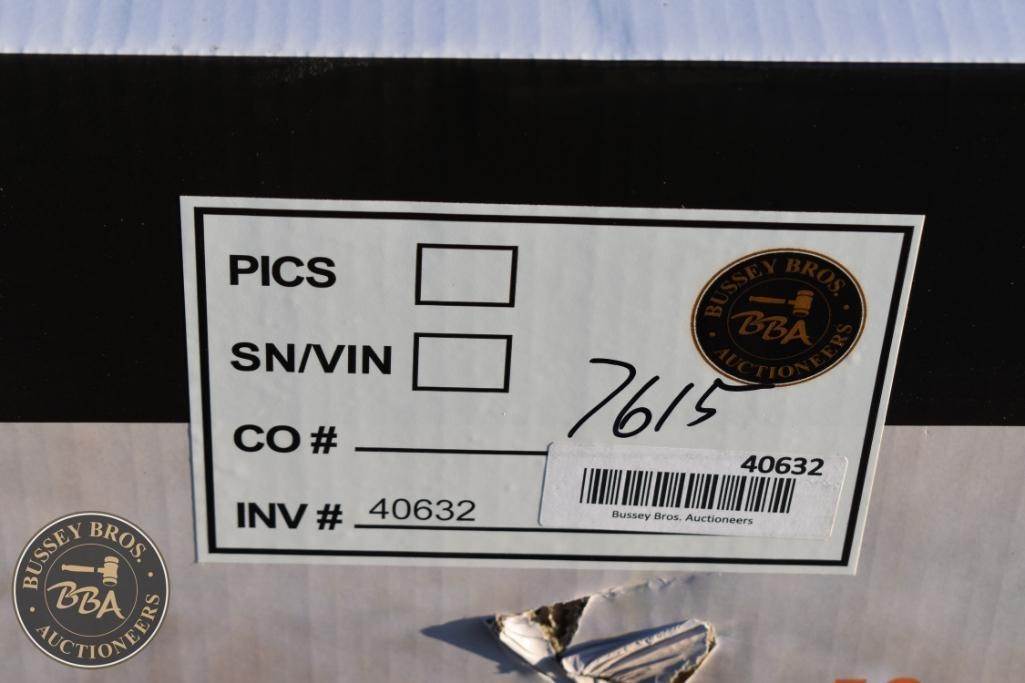 PICS
SN/VIN
CO #
INV # 40632
BUSSEY BROS.
BBA
AUCTIONEERS
7615
40632
Bussey Bros. Auctioneers
BUSSEY BROS.
BBA
AUCTIONEERS